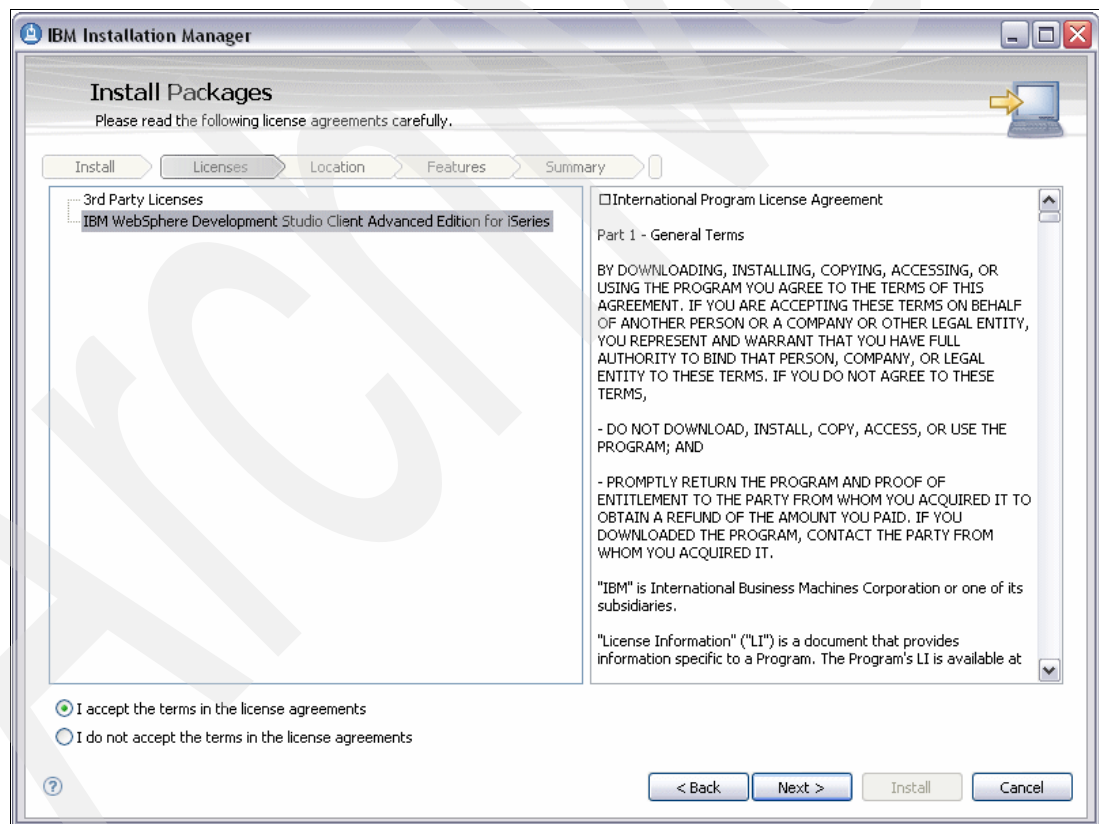 IBM Installation Manager
Install Packages
Please read the following license agreements carefully.
Install
Licenses
Location
Features
Summary
3rd Party Licenses
IBM WebSphere Development Studio Client Advanced Edition for iSeries
□International Program License Agreement
Part 1 - General Terms
BY DOWNLOADING, INSTALLING, COPYING, ACCESSING, OR
USING THE PROGRAM YOU AGREE TO THE TERMS OF THIS
AGREEMENT. IF YOU ARE ACCEPTING THESE TERMS ON BEHALF
OF ANOTHER PERSON OR A COMPANY OR OTHER LEGAL ENTITY,
YOU REPRESENT AND WARRANT THAT YOU HAVE FULL
AUTHORITY TO BIND THAT PERSON, COMPANY, OR LEGAL
ENTITY TO THESE TERMS. IF YOU DO NOT AGREE TO THESE
TERMS,
- DO NOT DOWNLOAD, INSTALL, COPY, ACCESS, OR USE THE
PROGRAM; AND
- PROMPTLY RETURN THE PROGRAM AND PROOF OF
ENTITLEMENT TO THE PARTY FROM WHOM YOU ACQUIRED IT TO
OBTAIN A REFUND OF THE AMOUNT YOU PAID. IF YOU
DOWNLOADED THE PROGRAM, CONTACT THE PARTY FROM
WHOM YOU ACQUIRED IT.
"IBM" is International Business Machines Corporation or one of its
subsidiaries.
"License Information" ("LI") is a document that provides
information specific to a Program. The Program's LI is available at
I accept the terms in the license agreements
I do not accept the terms in the license agreements
?
< Back
Next >
Install
Cancel